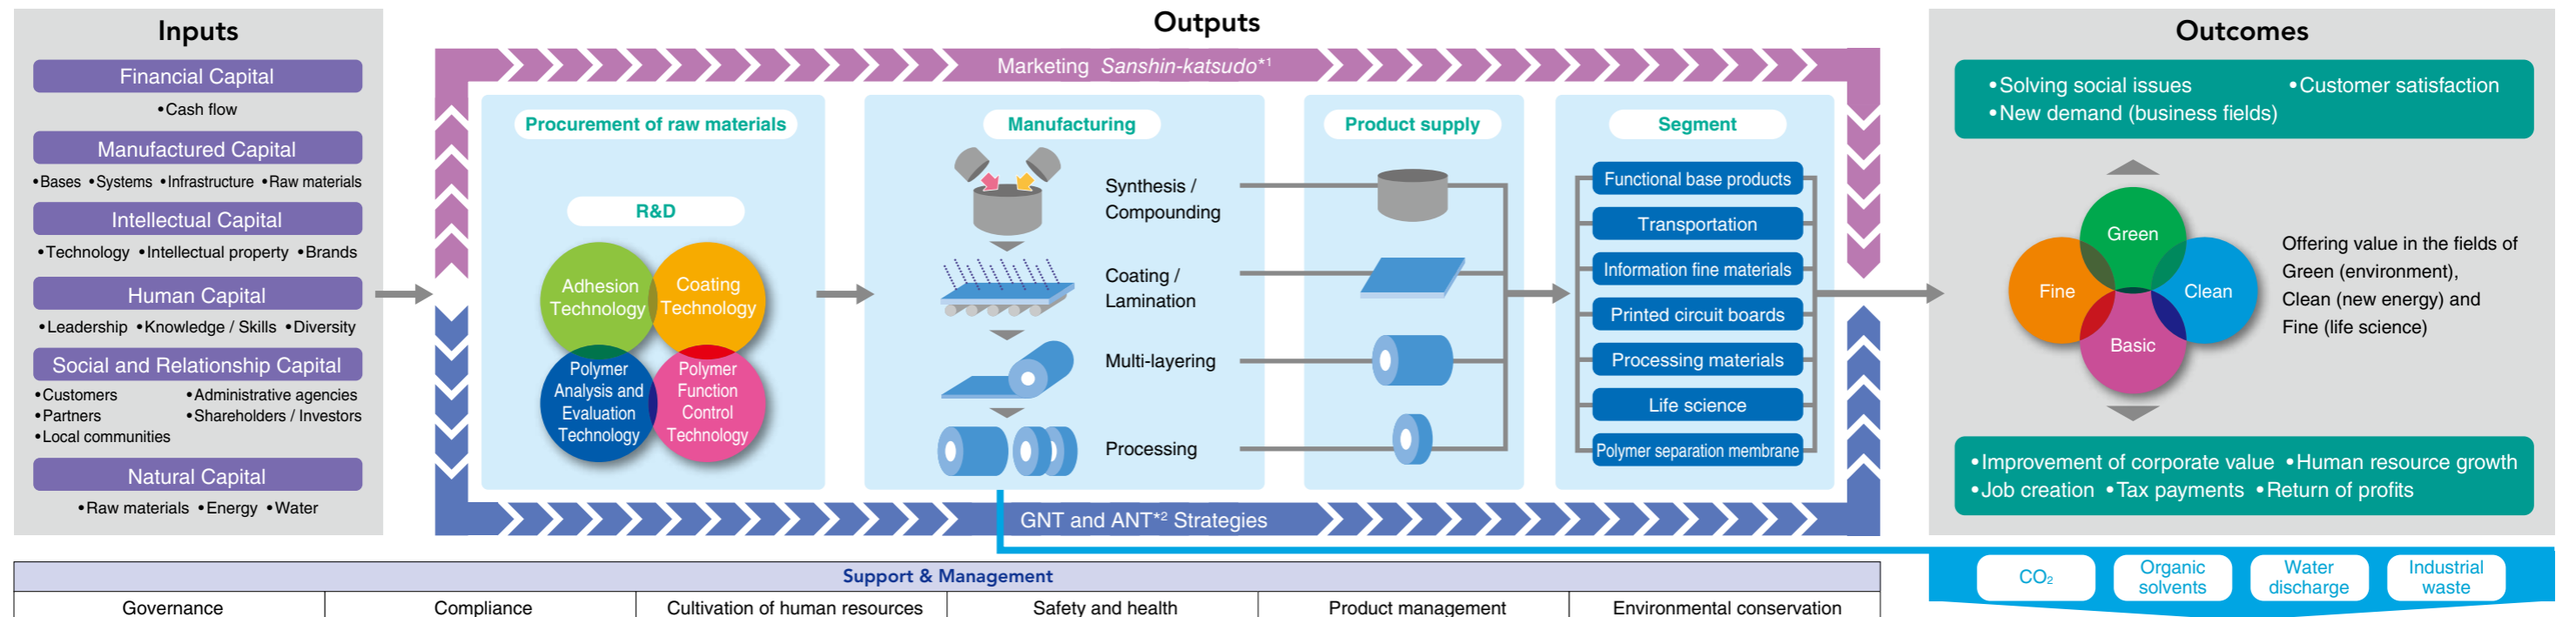 Inputs
Financial Capital
•Cash flow
Manufactured Capital
•Bases •Systems •Infrastructure •Raw materials
Intellectual Capital
•Technology •Intellectual property •Brands
Human Capital
•Leadership •Knowledge / Skills •Diversity
Social and Relationship Capital
•Customers •Administrative agencies
•Partners •Shareholders / Investors
•Local communities
Natural Capital
•Raw materials •Energy •Water
Outputs
Marketing Sanshin-katsudo*1
Procurement of raw materials
R&D
Adhesion
Technology
Coating
Technology
Polymer
Analysis and
Evaluation
Technology
Polymer
Function
Control
Technology
Manufacturing
Synthesis /
Compounding
Coating /
Lamination
Multi-layering
Processing
Product supply
Segment
Functional base products
Transportation
Information fine materials
Printed circuit boards
Processing materials
Life science
Polymer separation membrane
GNT and ANT*2 Strategies
Outcomes
•Solving social issues •Customer satisfaction
•New demand (business fields)
Green
Fine
Clean
Basic
Offering value in the fields of
Green (environment),
Clean (new energy) and
Fine (life science)
•Improvement of corporate value •Human resource growth
•Job creation •Tax payments •Return of profits
CO₂
Organic
solvents
Water
discharge
Industrial
waste
Support & Management
Governance
Compliance
Cultivation of human resources
Safety and health
Product management
Environmental conservation